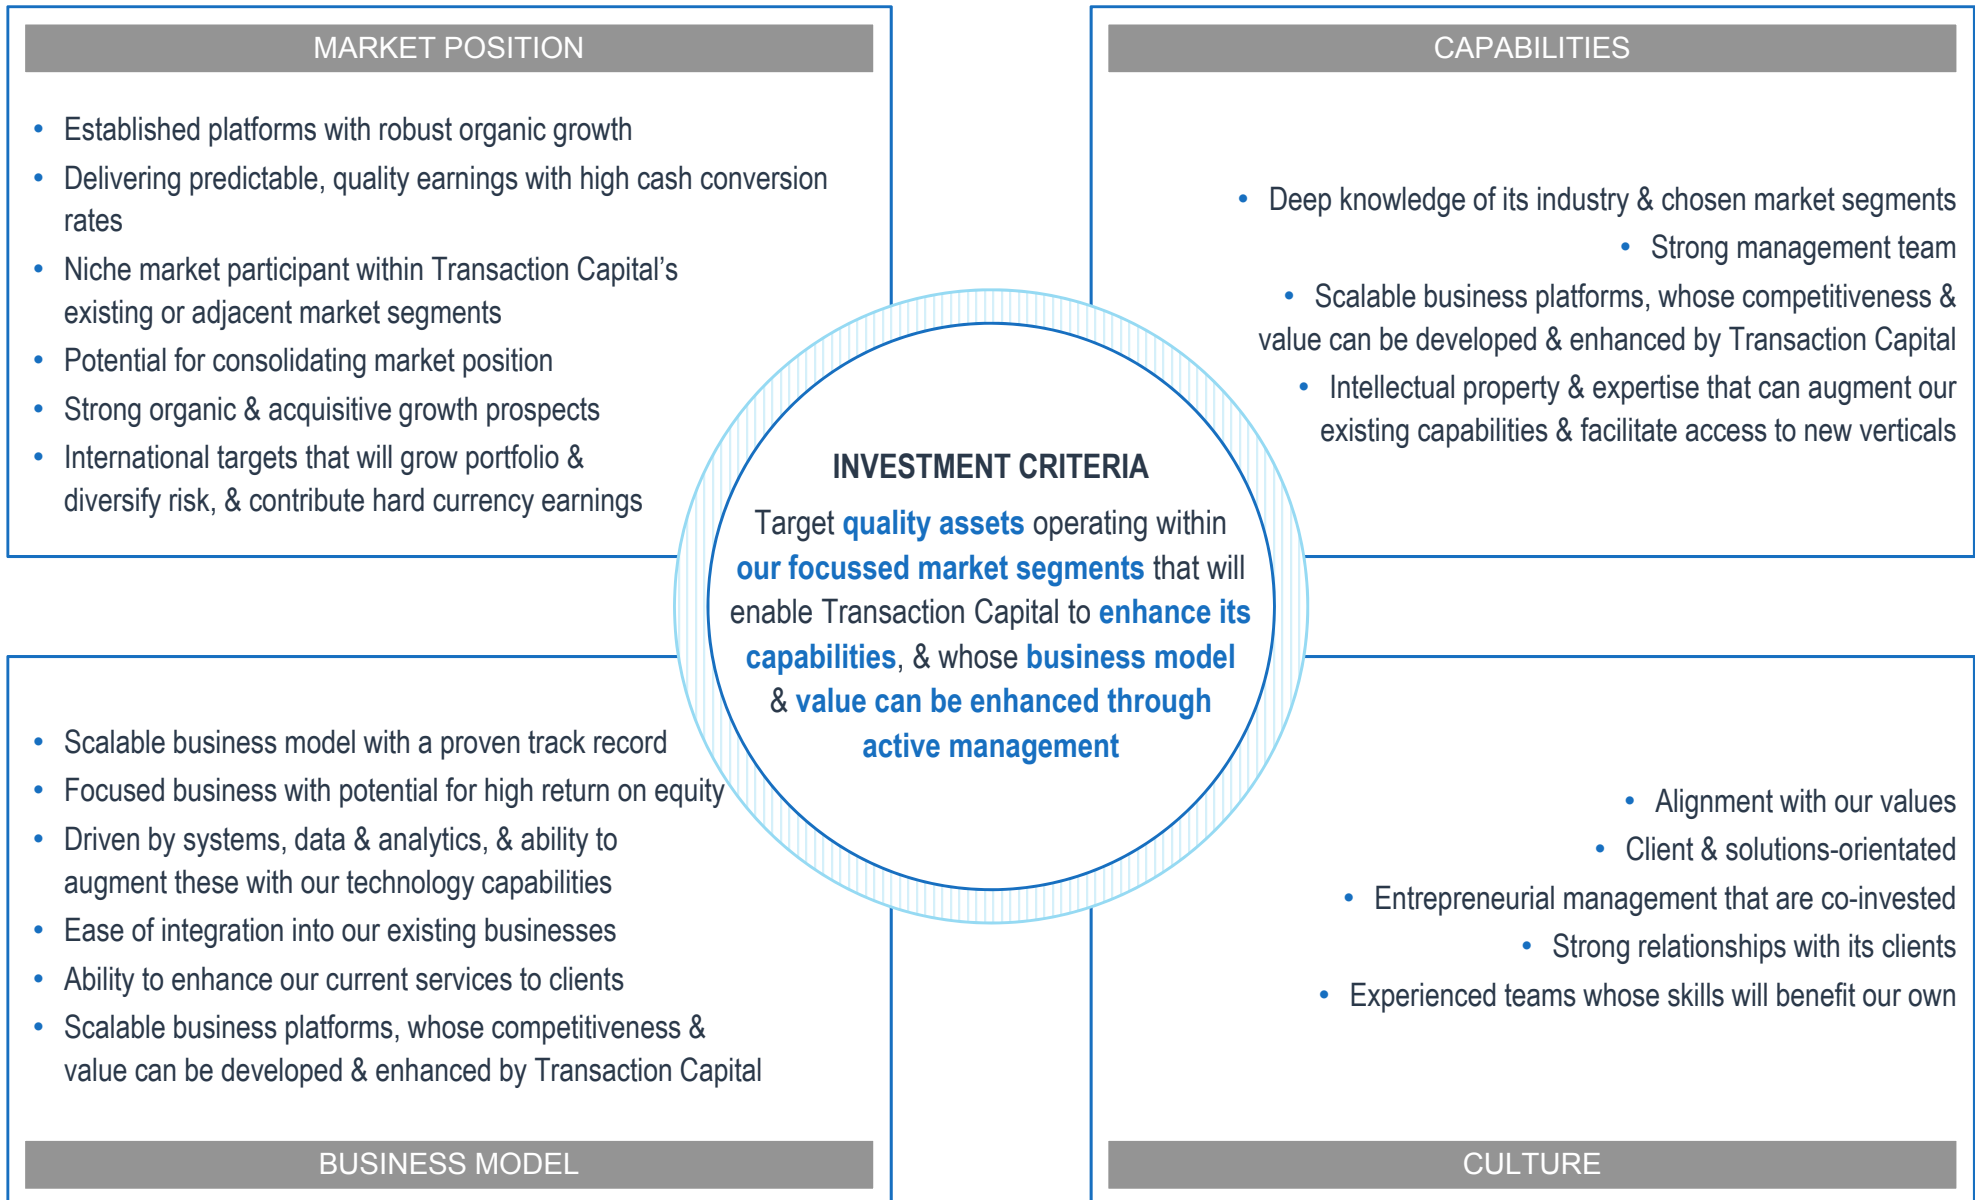 MARKET POSITION
• Established platforms with robust organic growth
• Delivering predictable, quality earnings with high cash conversion
rates
• Niche market participant within Transaction Capital’s
existing or adjacent market segments
• Potential for consolidating market position
• Strong organic & acquisitive growth prospects
• International targets that will grow portfolio &
diversify risk, & contribute hard currency earnings
CAPABILITIES
• Deep knowledge of its industry & chosen market segments
• Strong management team
• Scalable business platforms, whose competitiveness &
value can be developed & enhanced by Transaction Capital
• Intellectual property & expertise that can augment our
existing capabilities & facilitate access to new verticals
INVESTMENT CRITERIA
Target quality assets operating within
our focussed market segments that will
enable Transaction Capital to enhance its
capabilities, & whose business model
& value can be enhanced through
active management
• Scalable business model with a proven track record
• Focused business with potential for high return on equity
• Driven by systems, data & analytics, & ability to
augment these with our technology capabilities
• Ease of integration into our existing businesses
• Ability to enhance our current services to clients
• Scalable business platforms, whose competitiveness &
value can be developed & enhanced by Transaction Capital
BUSINESS MODEL
• Alignment with our values
• Client & solutions-orientated
• Entrepreneurial management that are co-invested
• Strong relationships with its clients
• Experienced teams whose skills will benefit our own
CULTURE